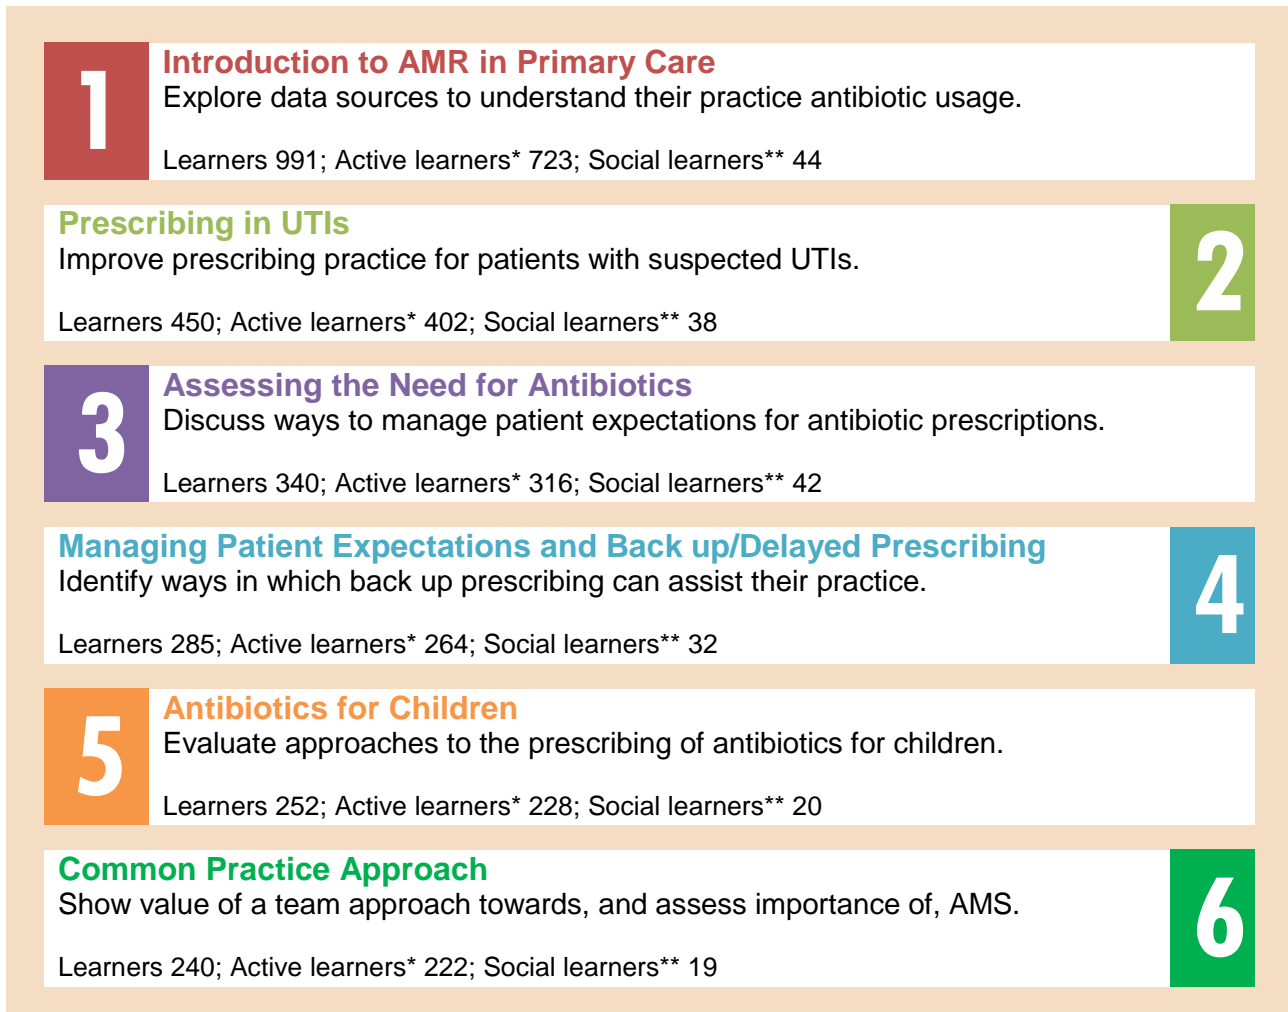 1
Introduction to AMR in Primary Care
Explore data sources to understand their practice antibiotic usage.
Learners 991; Active learners* 723; Social learners** 44
Prescribing in UTIs
Improve prescribing practice for patients with suspected UTIs.
Learners 450; Active learners* 402; Social learners** 38
2
3
Assessing the Need for Antibiotics
Discuss ways to manage patient expectations for antibiotic prescriptions.
Learners 340; Active learners* 316; Social learners** 42
Managing Patient Expectations and Back up/Delayed Prescribing
Identify ways in which back up prescribing can assist their practice.
Learners 285; Active learners* 264; Social learners** 32
4
5
Antibiotics for Children
Evaluate approaches to the prescribing of antibiotics for children.
Learners 252; Active learners* 228; Social learners** 20
Common Practice Approach
Show value of a team approach towards, and assess importance of, AMS.
Learners 240; Active learners* 222; Social learners** 19
6